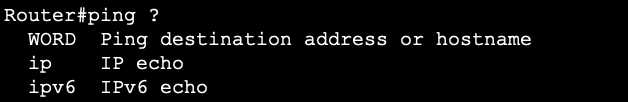 Router#ping ?
  WORD  Ping destination address or hostname
  ip    IP echo
  ipv6  IPv6 echo